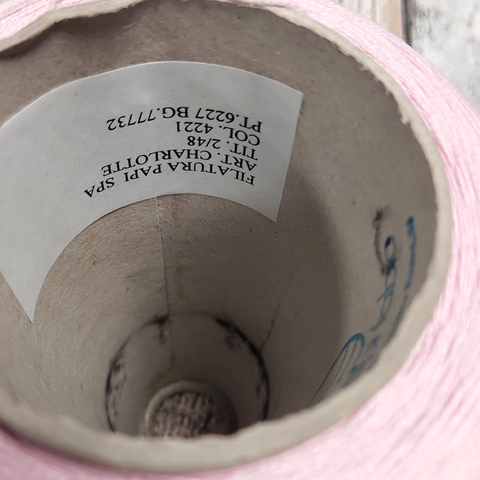 FILATURA PAPI SPA
ART. CHARLOTTE
TIT. 2/48
COL. 4221
PT.6227 BG.77732